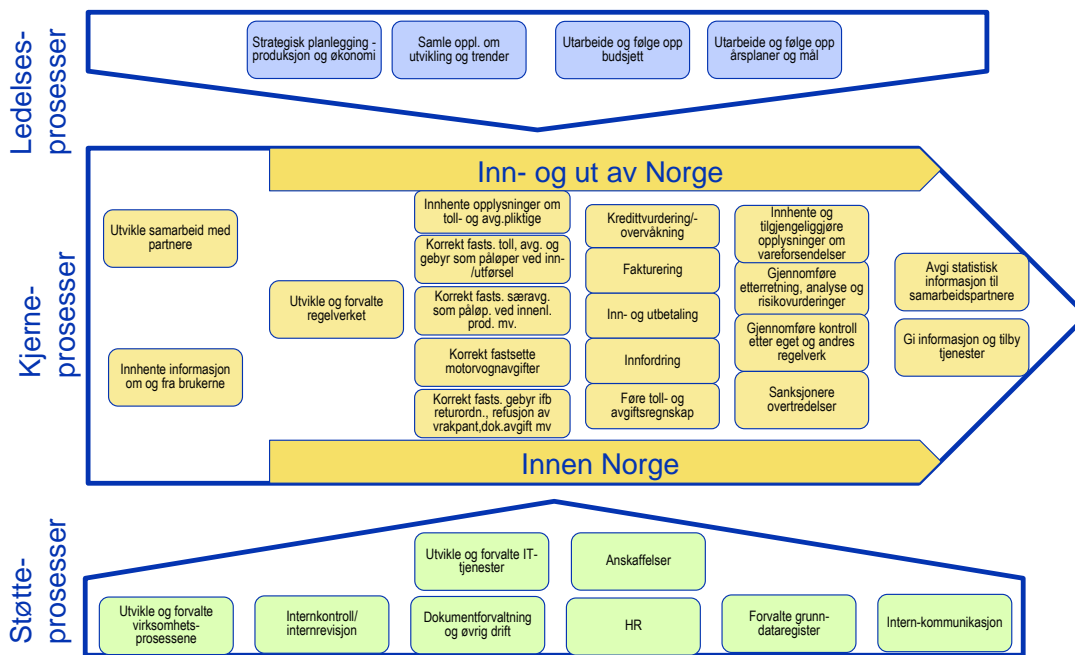 Ledelses-
prosesser
Strategisk planlegging -
produksjon og økonomi
Samle oppl. om
utvikling og trender
Utarbeide og følge opp
budsjett
Utarbeide og følge opp
årsplaner og mål
Kjerne-
prosesser
Inn- og ut av Norge
Utvikle samarbeid med
partnere
Innhente informasjon
om og fra brukerne
Utvikle og forvalte
regelverket
Innhente opplysninger om
toll- og avg.pliktige
Korrekt fasts. toll, avg. og
gebyr som påløper ved inn-
/utførsel
Korrekt fasts. særavg.
som påløp. ved innenl.
prod. mv.
Korrekt fastsette
motorvognavgifter
Korrekt fasts. gebyr ifb
returordn., refusjon av
vrakpant,dok.avgift mv
Kredittvurdering/-
overvåkning
Fakturering
Inn- og utbetaling
Innfordring
Føre toll- og
avgiftsregnskap
Innhente og
tilgjengeliggjøre
opplysninger om
vareforsendelser
Gjennomføre
etterretning, analyse og
risikovurderinger
Gjennomføre kontroll
etter eget og andres
regelverk
Sanksjonere
overtredelser
Avgi statistisk
informasjon til
samarbeidspartnere
Gi informasjon og tilby
tjenester
Innen Norge
Støtte-
prosesser
Utvikle og forvalte IT-
tjenester
Anskaffelser
Utvikle og forvalte
virksomhets-
prosessene
Internkontroll/
internrevisjon
Dokumentforvaltning
og øvrig drift
HR
Forvalte grunn-
dataregister
Intern-kommunikasjon